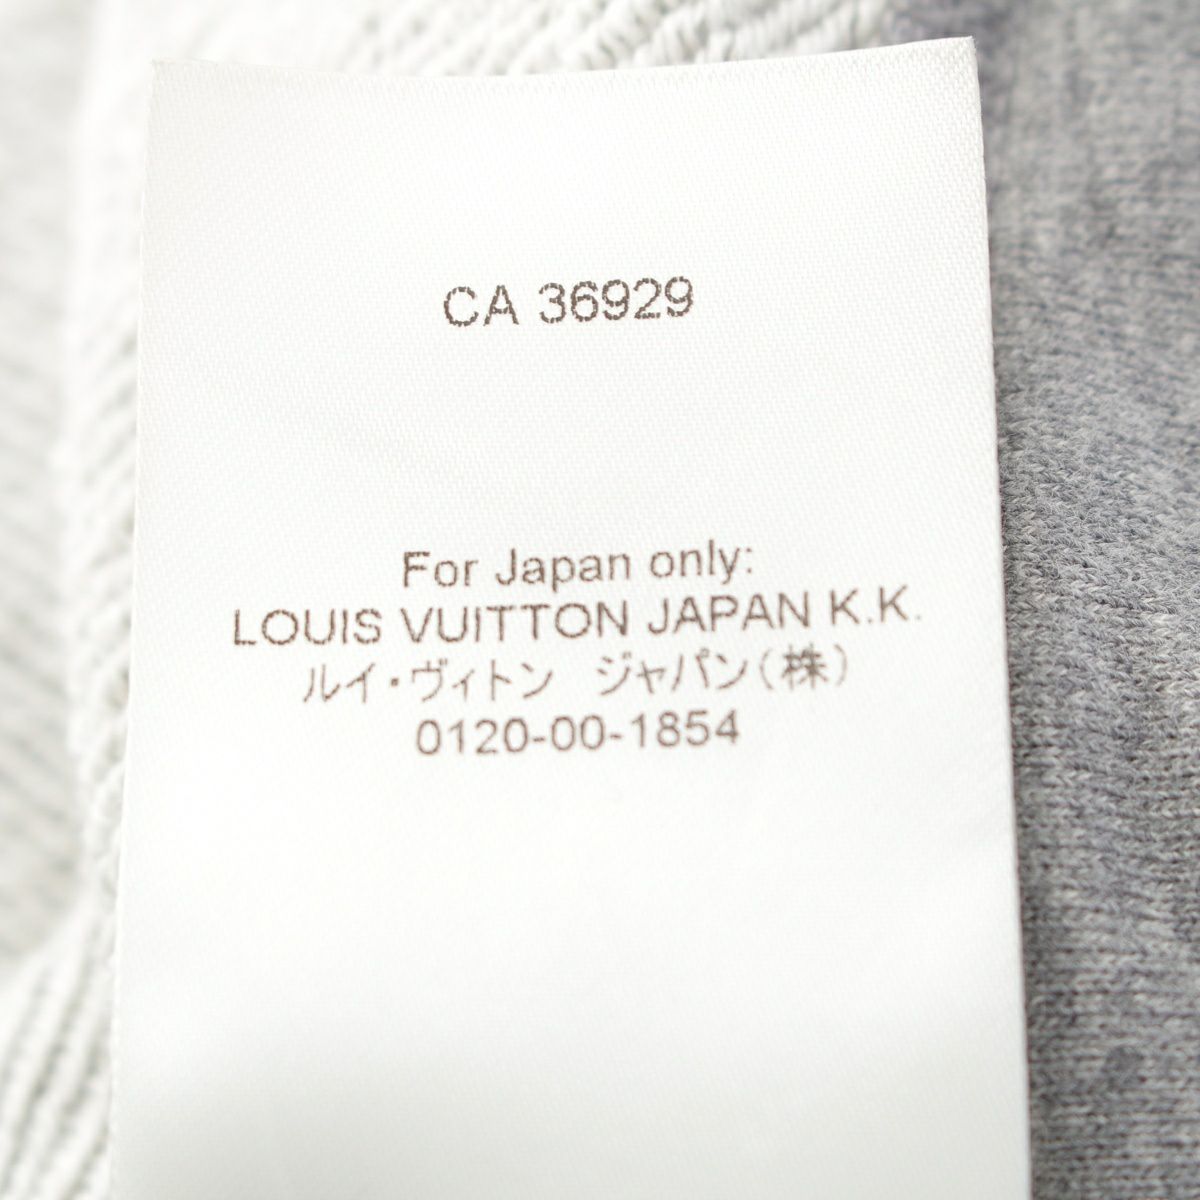 CA 36929
For Japan only:
LOUIS VUITTON JAPAN K.K.
ルイ・ヴィトン　ジャパン（株）
0120-00-1854